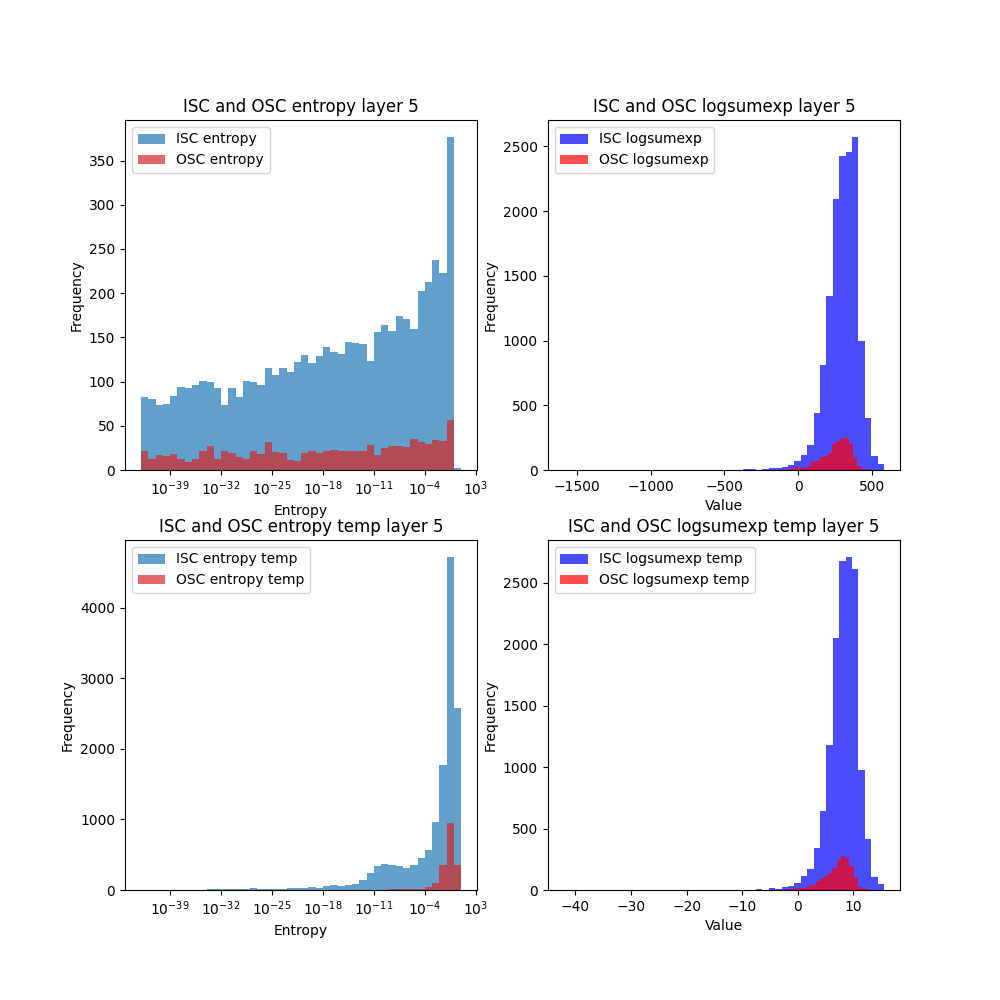 ISC and OSC entropy layer 5
ISC entropy
OSC entropy
Frequency
350
300
250
200
150
100
50
0
10^−39 10^−32 10^−25 10^−18 10^−11 10^−4 10^3
Entropy
ISC and OSC logsumexp layer 5
ISC logsumexp
OSC logsumexp
Frequency
2500
2000
1500
1000
500
0
−1500 −1000 −500 0 500
Value
ISC and OSC entropy temp layer 5
ISC entropy temp
OSC entropy temp
Frequency
4000
3000
2000
1000
0
10^−39 10^−32 10^−25 10^−18 10^−11 10^−4 10^3
Entropy
ISC and OSC logsumexp temp layer 5
ISC logsumexp temp
OSC logsumexp temp
Frequency
2500
2000
1500
1000
500
0
−40 −30 −20 −10 0 10
Value